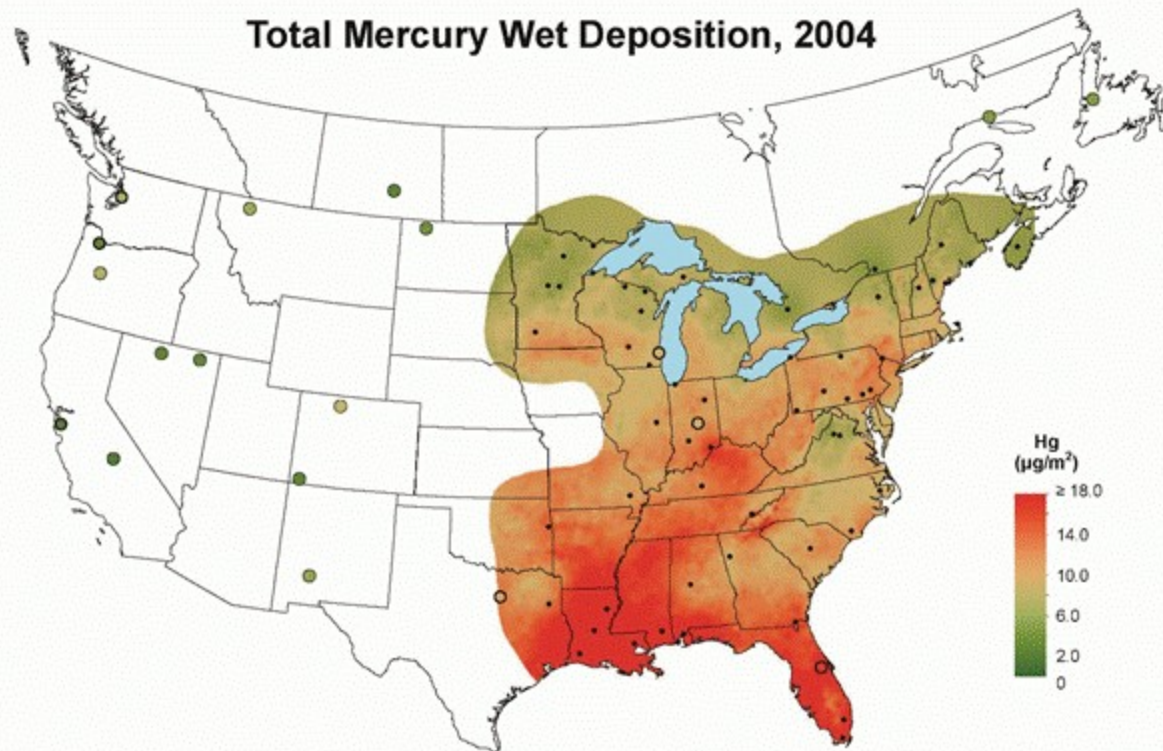 Total Mercury Wet Deposition, 2004
Hg
(µg/m²)
≥ 18.0
14.0
10.0
6.0
2.0
0